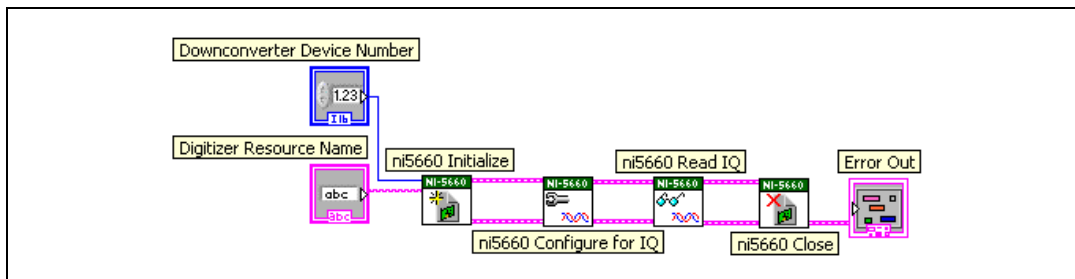 Downconverter Device Number
1.23
I16
Digitizer Resource Name
abc
abc
ni5660 Initialize
NI-5660
ni5660 Configure for IQ
NI-5660
ni5660 Read IQ
NI-5660
ni5660 Close
NI-5660
Error Out